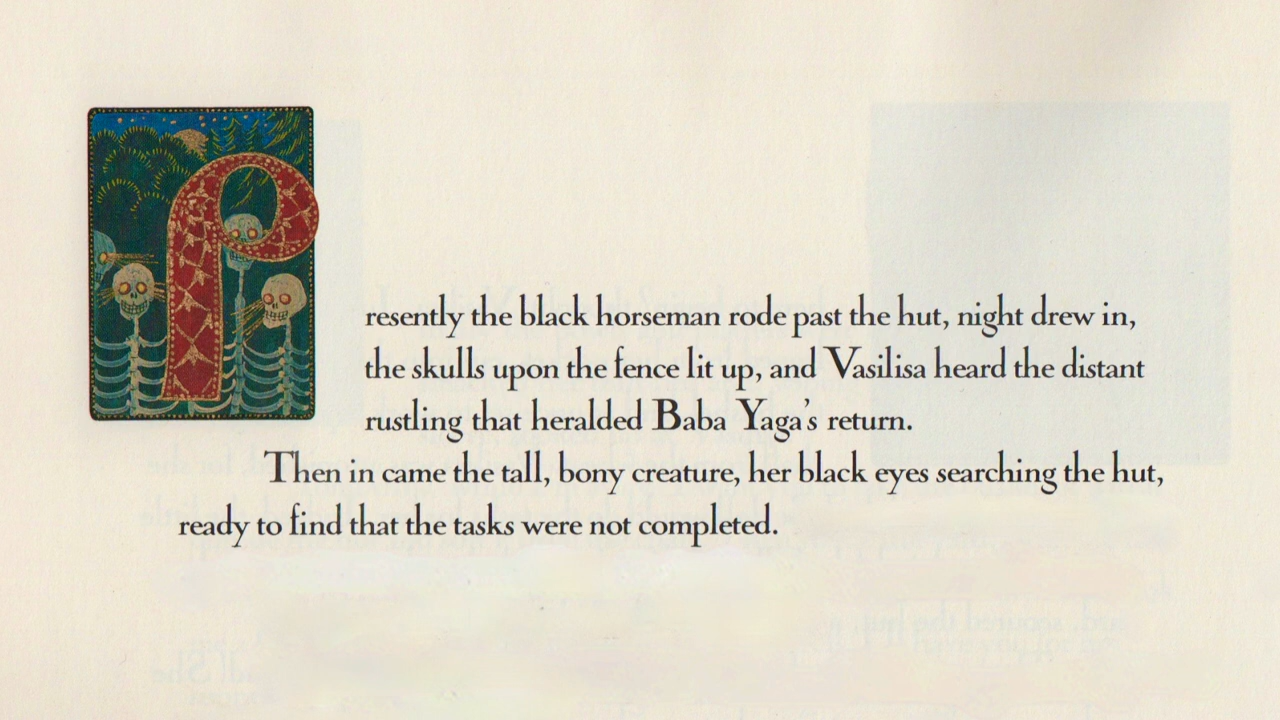 Presently the black horseman rode past the hut, night drew in,
the skulls upon the fence lit up, and Vasilisa heard the distant
rustling that heralded Baba Yaga's return.
Then in came the tall, bony creature, her black eyes searching the hut,
ready to find that the tasks were not completed.